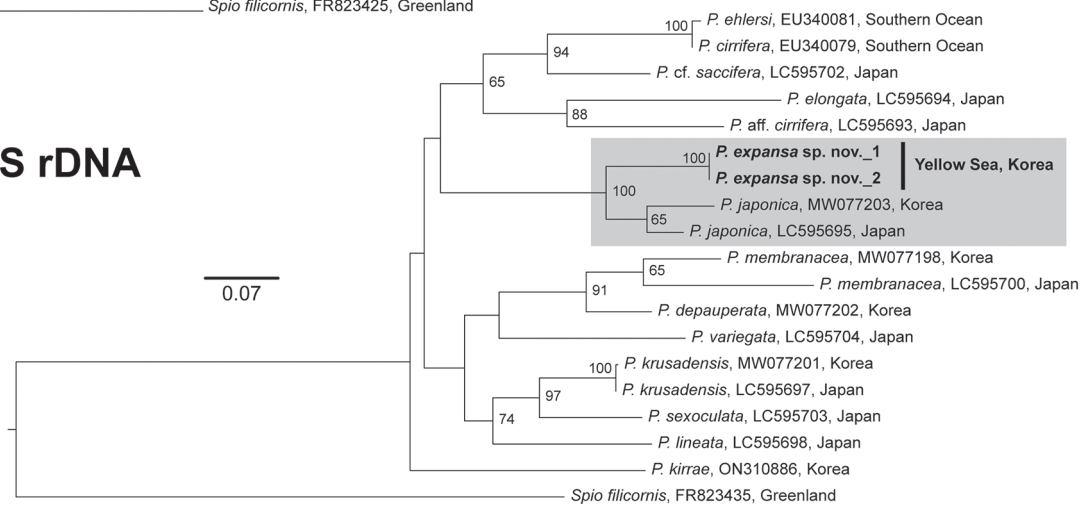 Spio filicornis, FR823425, Greenland
P. ehlersi, EU340081, Southern Ocean
100
P. cirrifera, EU340079, Southern Ocean
94
P. cf. saccifera, LC595702, Japan
65
P. elongata, LC595694, Japan
88
P. aff. cirrifera, LC595693, Japan
S rDNA
P. expansa sp. nov._1
100
Yellow Sea, Korea
P. expansa sp. nov._2
100
P. japonica, MW077203, Korea
65
P. japonica, LC595695, Japan
P. membranacea, MW077198, Korea
65
P. membranacea, LC595700, Japan
0.07
91
P. depauperata, MW077202, Korea
P. variegata, LC595704, Japan
P. krusadensis, MW077201, Korea
100
P. krusadensis, LC595697, Japan
97
P. sexoculata, LC595703, Japan
74
P. lineata, LC595698, Japan
P. kirrae, ON310886, Korea
Spio filicornis, FR823435, Greenland